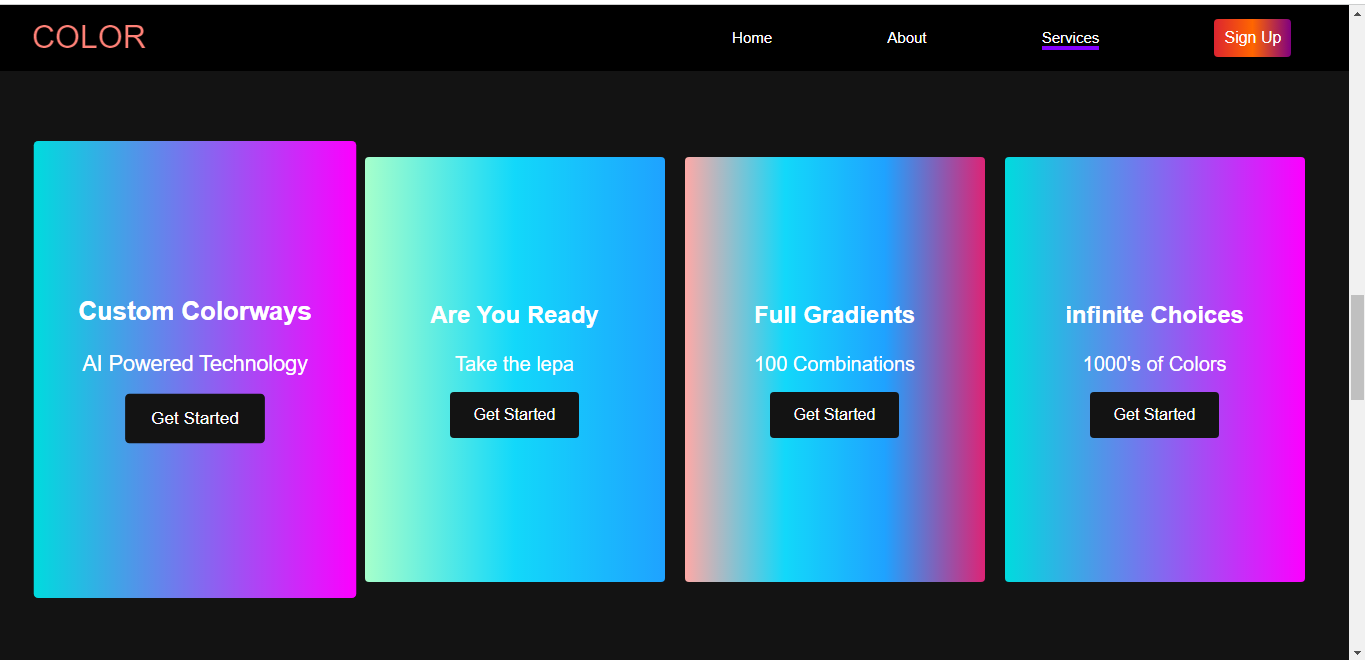 COLOR
Home
About
Services
Sign Up
Custom Colorways
AI Powered Technology
Get Started
Are You Ready
Take the lepa
Get Started
Full Gradients
100 Combinations
Get Started
infinite Choices
1000's of Colors
Get Started